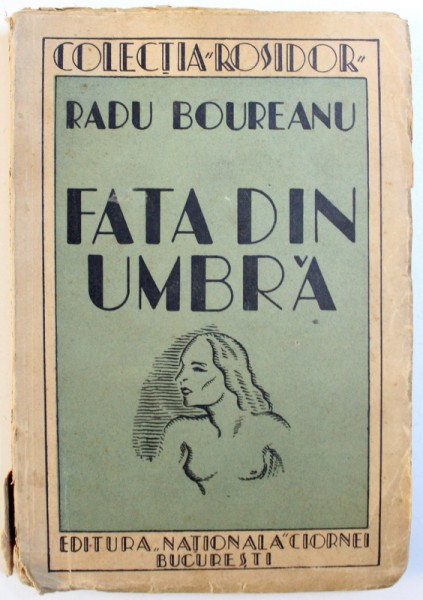 COLECȚIA „ROSIDOR"
RADU BOUREANU
FATA DIN
UMBRĂ
EDITURA „NAȚIONALA" CIORNEI
BUCUREȘTI